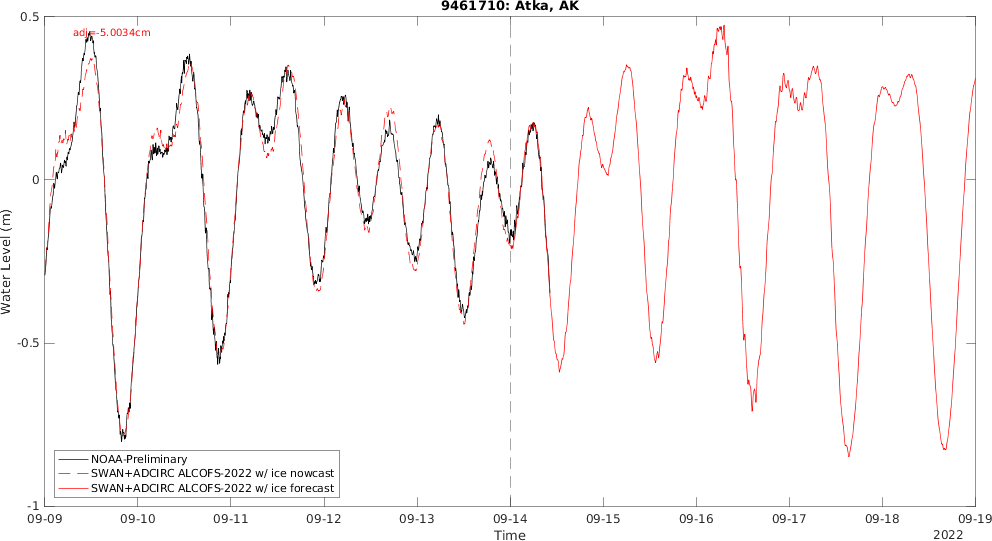 9461710: Atka, AK
adj=-5.0034cm
Water Level (m)
0.5
0
-0.5
-1
NOAA-Preliminary
SWAN+ADCIRC ALCOFS-2022 w/ ice nowcast
SWAN+ADCIRC ALCOFS-2022 w/ ice forecast
09-09 09-10 09-11 09-12 09-13 09-14 09-15 09-16 09-17 09-18 09-19
Time
2022